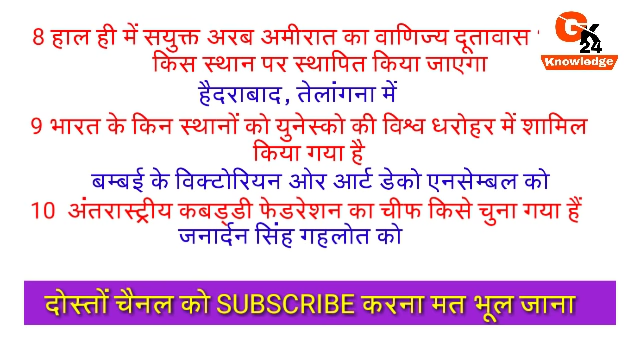 8 हाल ही में सयुक्त अरब अमीरात का वाणिज्य दूतावास
किस स्थान पर स्थापित किया जाएगा
हैदराबाद, तेलांगना में
9 भारत के किन स्थानों को युनेस्को की विश्व धरोहर में शामिल
किया गया है
बम्बई के विक्टोरियन ओर आर्ट डेको एनसेम्बल को
10 अंतरास्ट्रीय कबड्डी फेडरेशन का चीफ किसे चुना गया हैं
जनार्दन सिंह गहलोत को
दोस्तों चैनल को SUBSCRIBE करना मत भूल जाना
GK
24
Knowledge